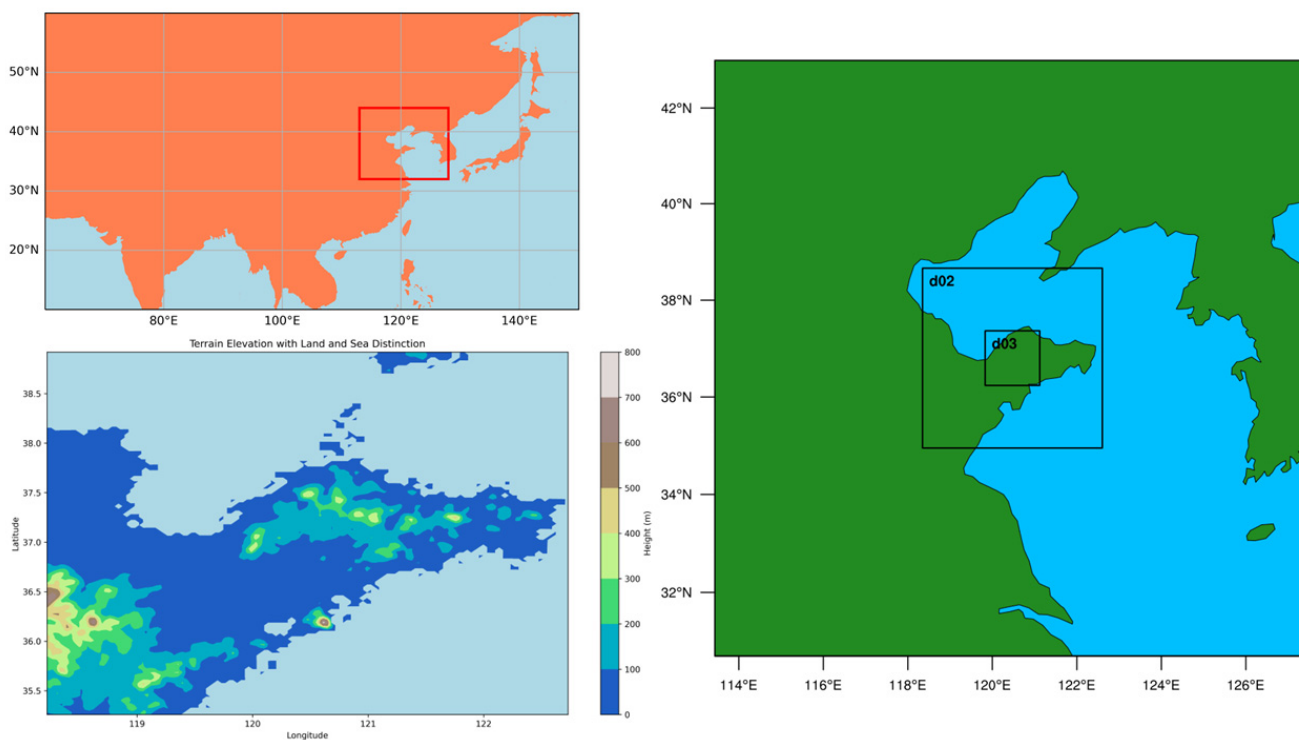 50°N
40°N
30°N
20°N
80°E 100°E 120°E 140°E
Terrain Elevation with Land and Sea Distinction
38.5
38.0
37.5
37.0
36.5
36.0
35.5
Latitude
119 120 121 122
Longitude
800
700
600
500
400
300
200
100
0
Height (m)
42°N
40°N
38°N
36°N
34°N
32°N
d02
d03
114°E 116°E 118°E 120°E 122°E 124°E 126°E